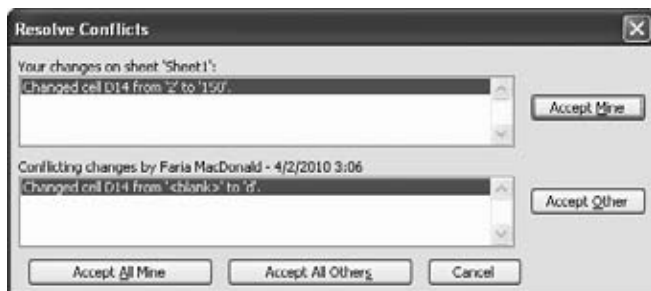 Resolve Conflicts
Your changes on sheet 'Sheet1':
Changed cell D14 from '2' to '150'.
Accept Mine
Conflicting changes by Faria MacDonald - 4/2/2010 3:06
Changed cell D14 from '<blank>' to 'd'.
Accept Other
Accept All Mine
Accept All Others
Cancel